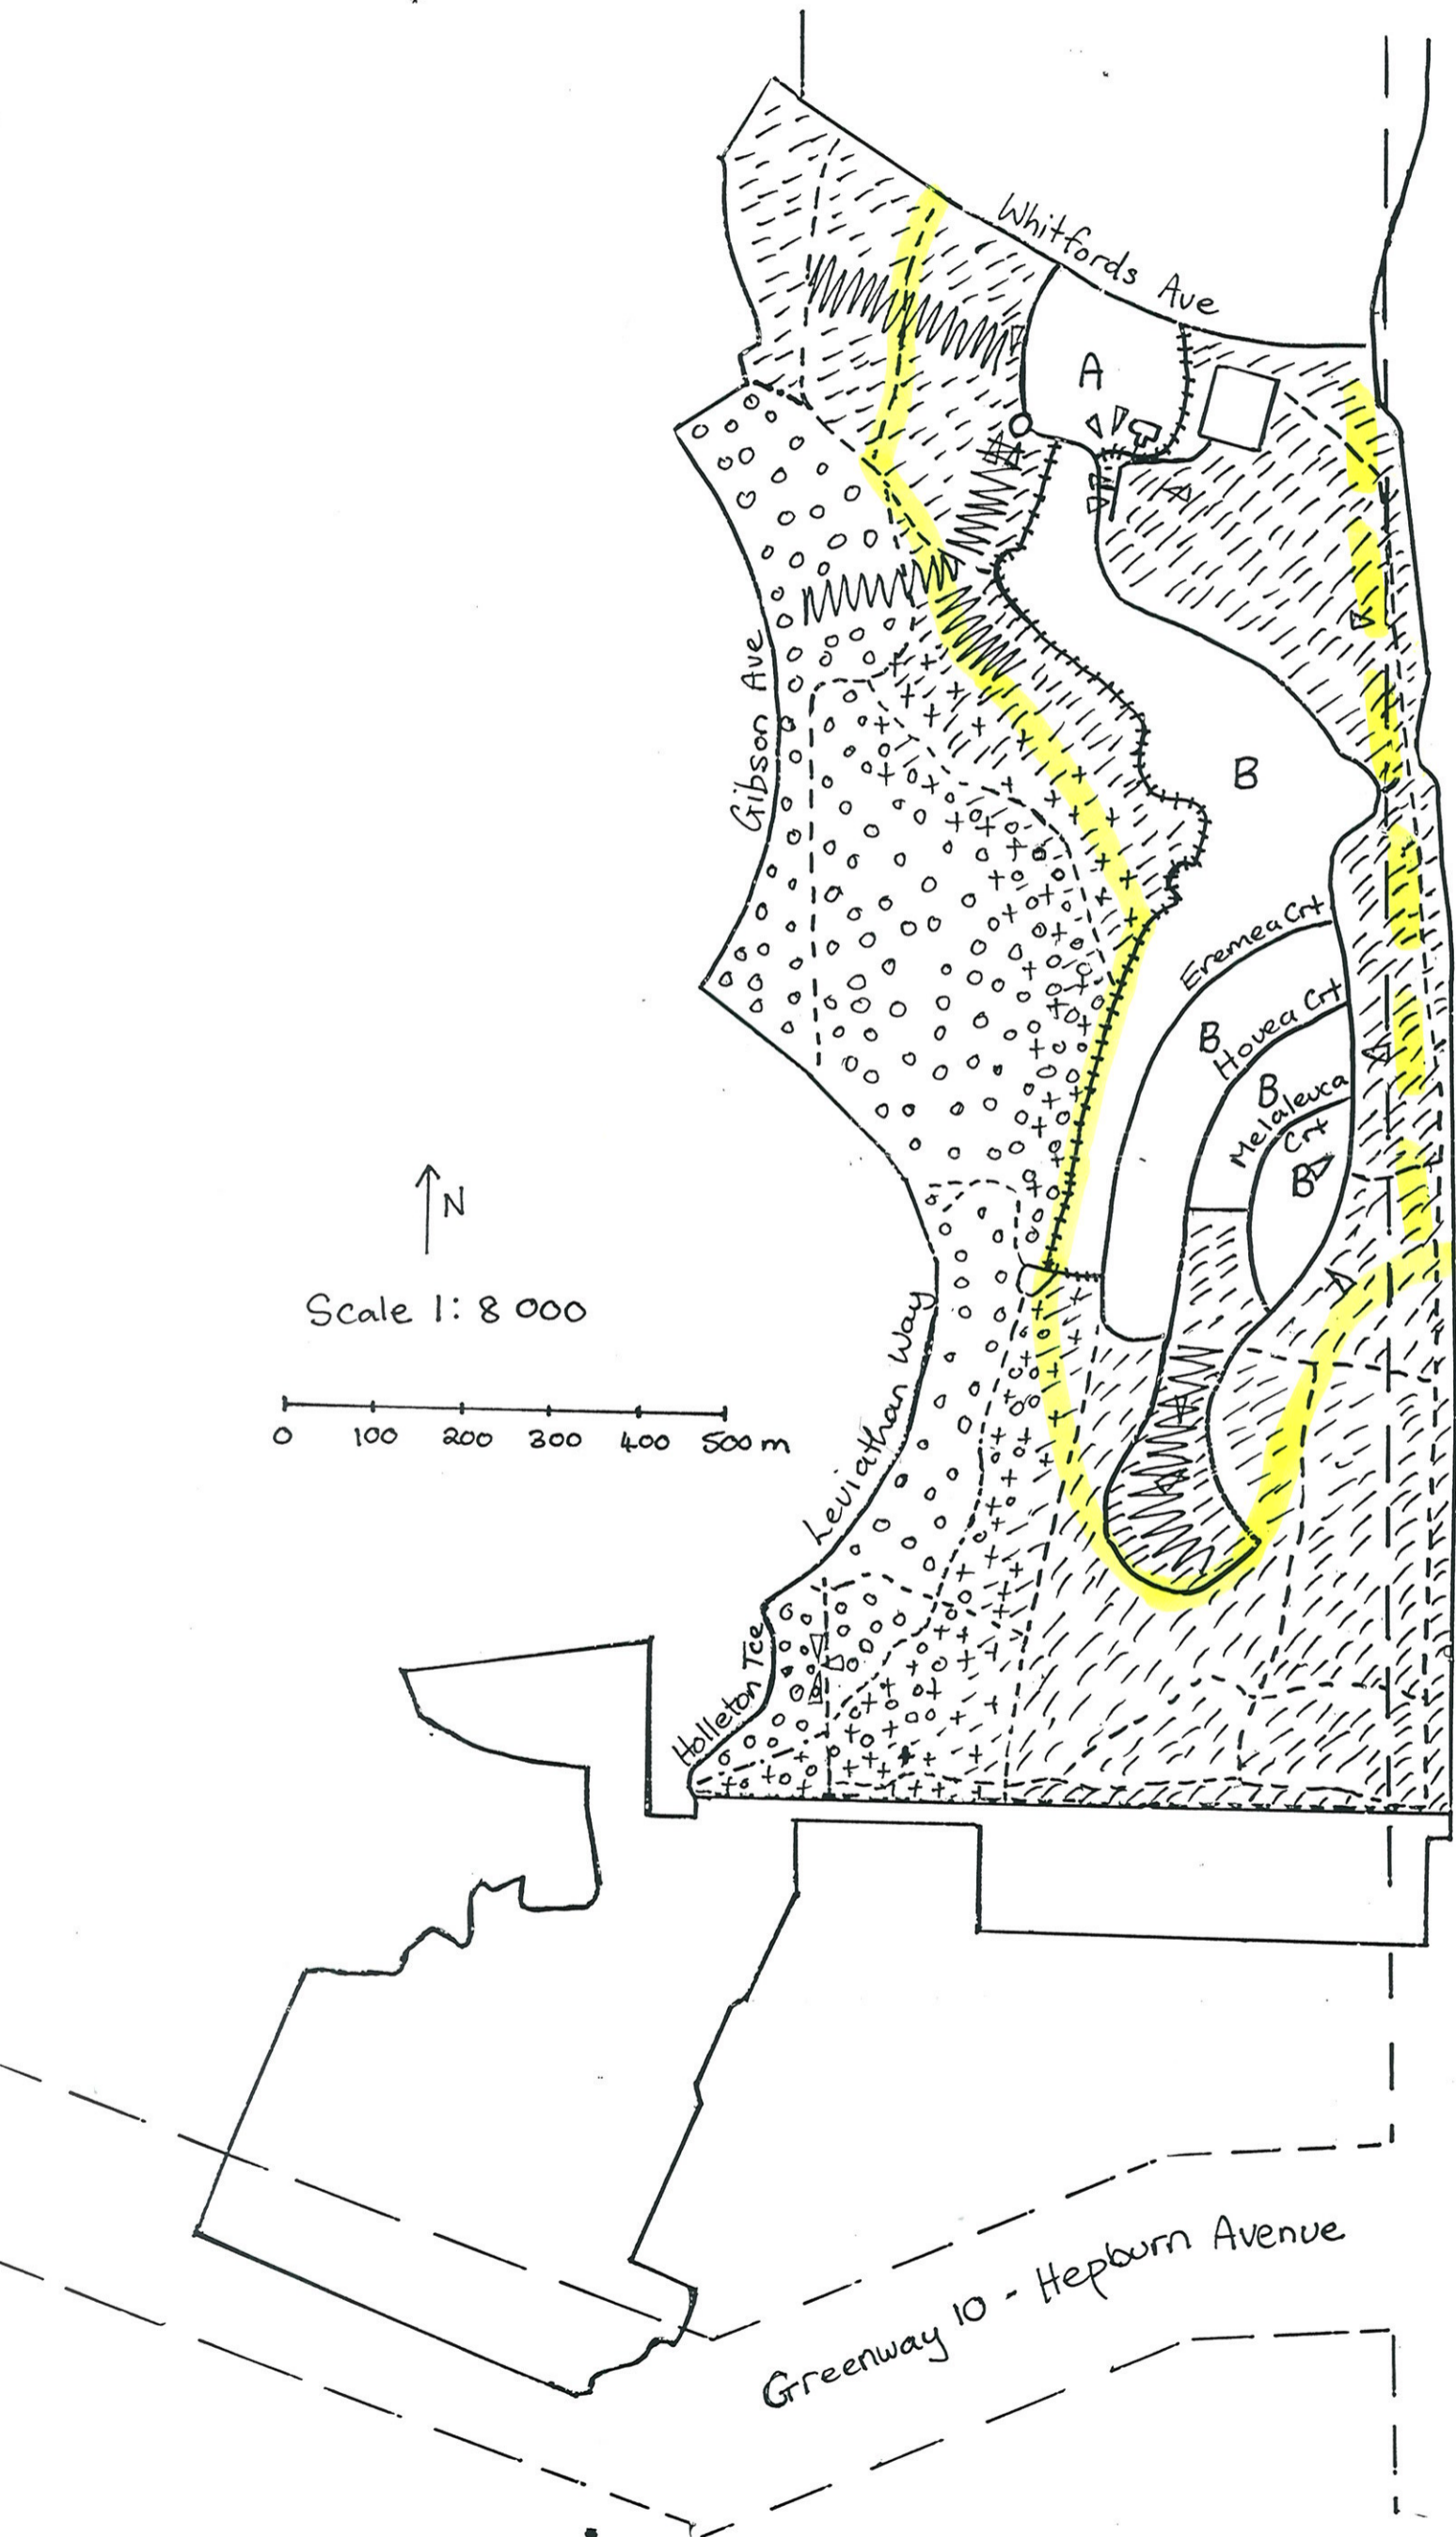 Whitfords Ave
A
Gibson Ave
B
Eremea Crt
B
Hovea Crt
B
Melaleuca
Crt
B
N
Scale 1: 8 000
0 100 200 300 400 500 m
Leviathan Way
Holleton Tce
Greenway 10 - Hepburn Avenue